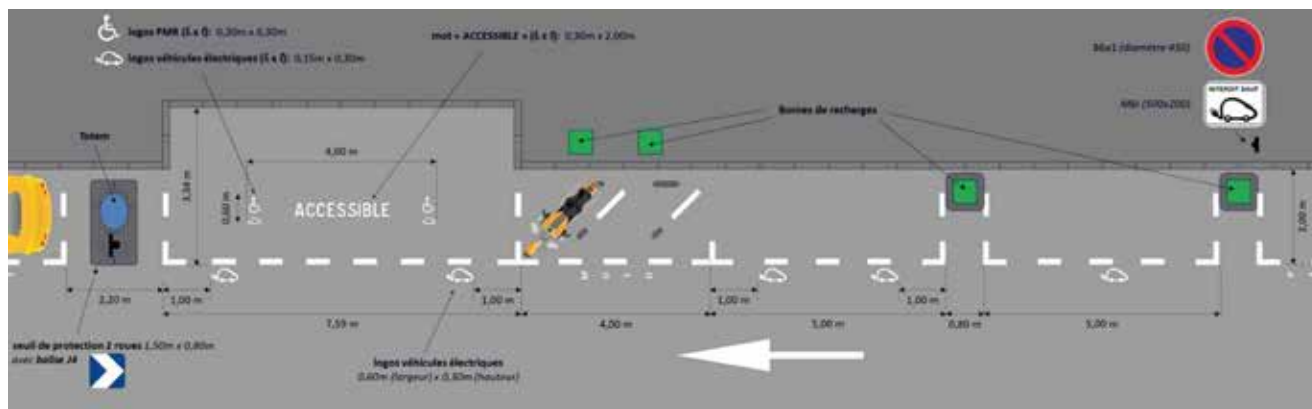 logos PMR (L x l): 0,20m x 0,30m
logos véhicules électriques (L x l): 0,15m x 0,30m
mot « ACCESSIBLE » (L x l): 0,30m x 2,00m
B6a1 (diamètre 450)
INTERDIT SAUF
Bornes de recharges
Totem
4,00 m
3,34 m
0,60 m
ACCESSIBLE
2,00 m
2,20 m
1,00 m
1,00 m
1,00 m
1,00 m
7,59 m
4,00 m
5,00 m
0,80 m
5,00 m
seuil de protection 2 roues 1,50m x 0,80m
avec balise J4
logos véhicules électriques
0,60m (largeur) x 0,30m (hauteur)